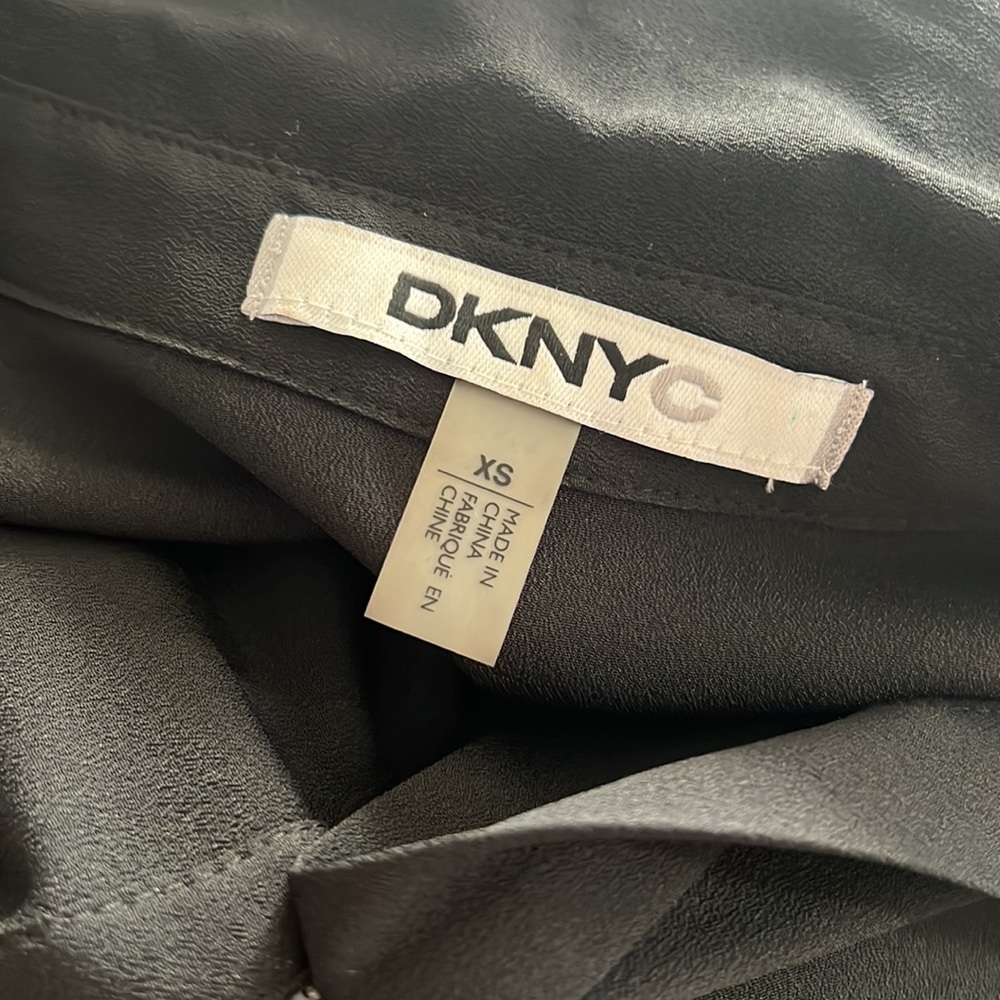 DKNYC
XS
MADE IN
CHINA
FABRIQUÉ EN
CHINE